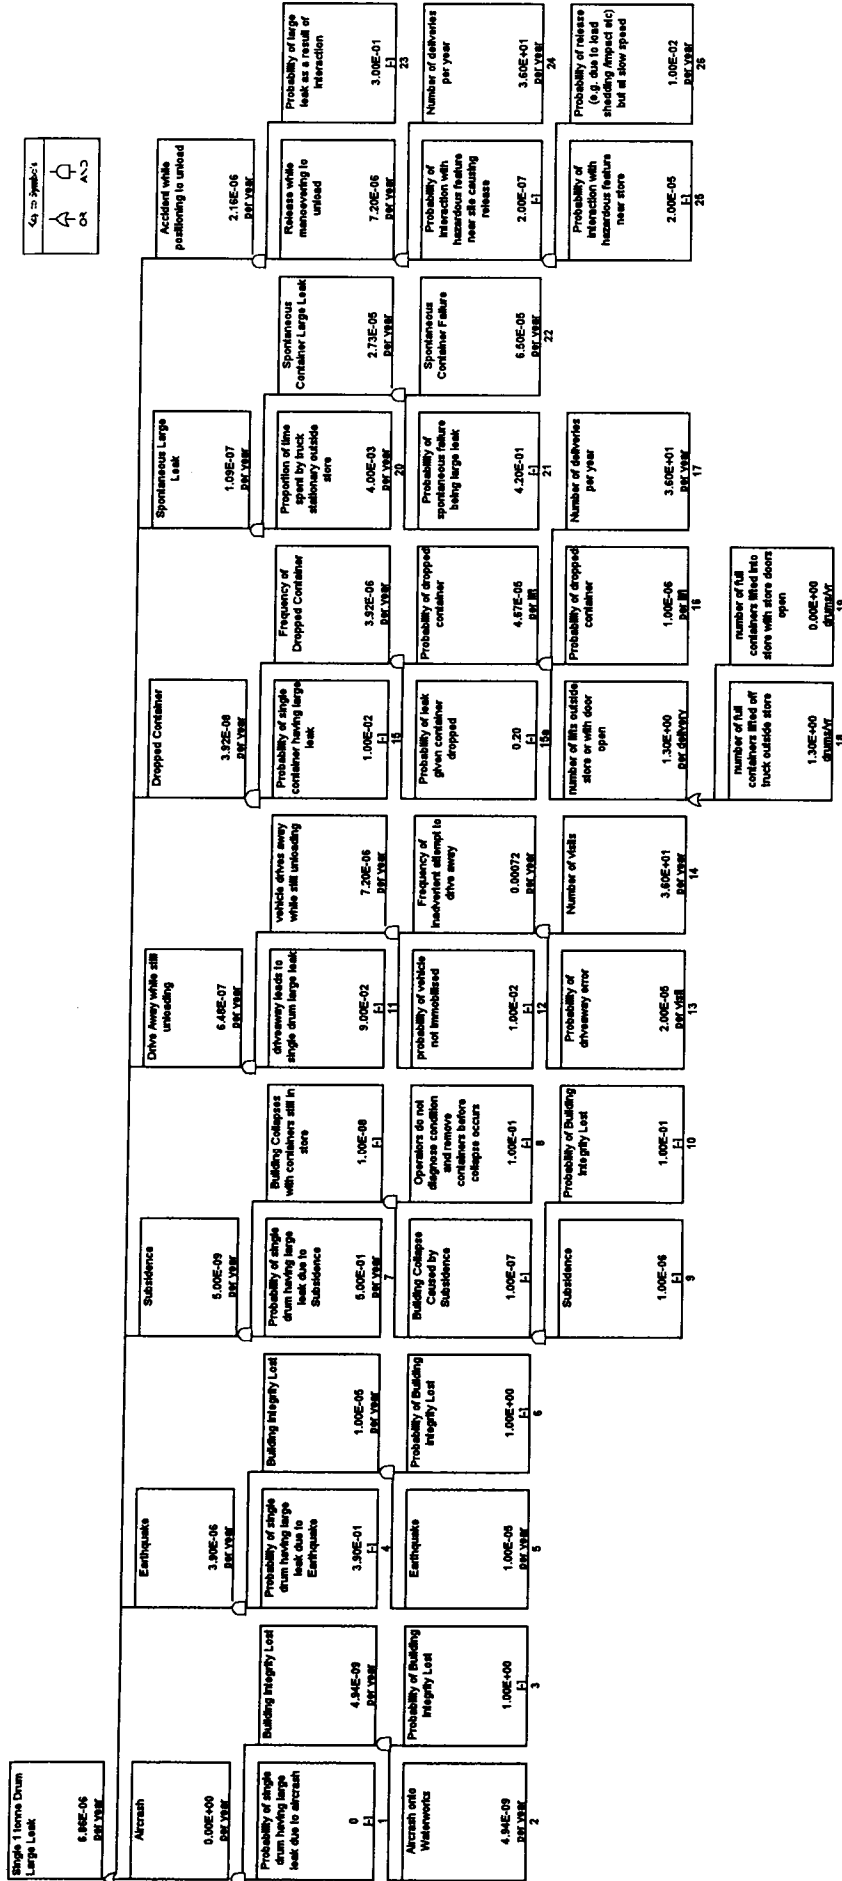 Single 1 tonne Drum
Large Leak
6.86E-06
per year
Aircrash
0.00E+00
per year
Probability of single
drum having large
leak due to aircrash
0
[-]
1
Building Integrity Lost
4.94E-09
per year
Aircrash onto
Waterworks
4.94E-09
per year
2
Probability of Building
Integrity Lost
1.00E+00
[-]
3
Earthquake
3.90E-06
per year
Probability of single
drum having large
leak due to
Earthquake
3.90E-01
[-]
4
Building Integrity Lost
1.00E-05
per year
Earthquake
1.00E-05
per year
5
Probability of Building
Integrity Lost
1.00E+00
[-]
6
Subsidence
5.00E-09
per year
Probability of single
drum having large
leak due to
Subsidence
5.00E-01
per year
7
Building Collapses
with containers still in
store
1.00E-08
[-]
Building Collapse
Caused by
Subsidence
1.00E-07
[-]
Operators do not
diagnose condition
and remove
containers before
collapse occurs
1.00E-01
[-]
8
Subsidence
1.00E-06
[-]
9
Probability of Building
Integrity Lost
1.00E-01
[-]
10
Drive Away while still
unloading
6.48E-07
per year
driveaway leads to
single drum large leak
9.00E-02
[-]
11
vehicle drives away
while still unloading
7.20E-06
per year
probability of vehicle
not immobilised
1.00E-02
[-]
12
Frequency of
inadvertent attempt to
drive away
0.00072
per year
Probability of
driveaway error
2.00E-05
per visit
13
Number of visits
3.60E+01
per year
14
Dropped Container
3.92E-08
per year
Probability of single
container having large
leak
1.00E-02
[-]
15
Frequency of
Dropped Container
3.92E-06
per year
Probability of leak
given container
dropped
0.20
[-]
15a
Probability of dropped
container
4.67E-05
per lift
number of lifts outside
store or with door
open
1.30E+00
per delivery
Probability of dropped
container
1.00E-06
per lift
16
Number of deliveries
per year
3.60E+01
per year
17
number of full
containers lifted off
truck outside store
1.30E+00
drums/yr
18
number of full
containers lifted into
store with store doors
open
0.00E+00
drums/yr
19
Spontaneous Large
Leak
1.09E-07
per year
Proportion of time
spent by truck
stationary outside
store
4.00E-03
per year
20
Spontaneous
Container Large Leak
2.73E-05
per year
Probability of
spontaneous failure
being large leak
4.20E-01
[-]
21
Spontaneous
Container Failure
6.50E-05
per year
22
Accident while
positioning to unload
2.16E-06
per year
Release while
manoevering to
unload
7.20E-06
per year
Probability of large
leak as a result of
interaction
3.00E-01
[-]
23
Probability of
interaction with
hazardous feature
near site causing
release
2.00E-07
[-]
Number of deliveries
per year
3.60E+01
per year
24
Probability of
interaction with
hazardous feature
near store
2.00E-05
[-]
25
Probability of release
(e.g. due to load
shedding /impact etc)
but at slow speed
1.00E-02
[-]
26
OR
AND